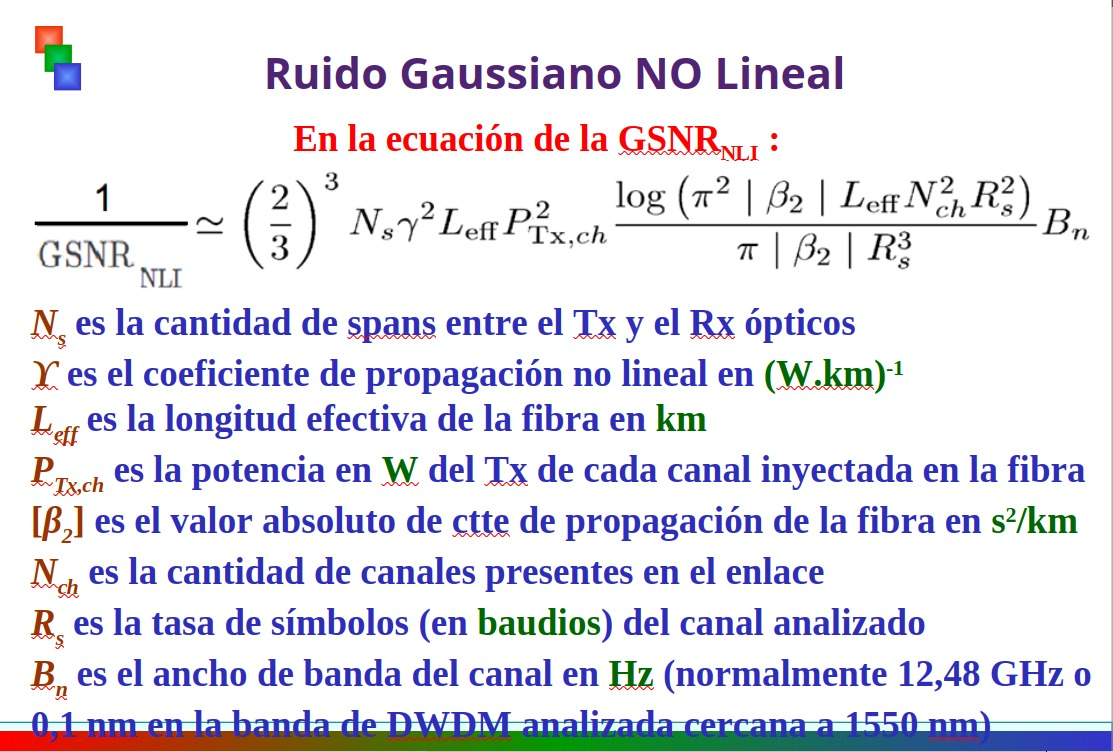 Ruido Gaussiano NO Lineal
En la ecuación de la GSNR_NLI :
1/GSNR_NLI ≃ (2/3)^3 N_s γ^2 L_eff P^2_Tx,ch log (π^2 | β_2 | L_eff N^2_ch R^2_s) / π | β_2 | R^3_s B_n
N_s es la cantidad de spans entre el Tx y el Rx ópticos
ϒ es el coeficiente de propagación no lineal en (W.km)^-1
L_eff es la longitud efectiva de la fibra en km
P_Tx,ch es la potencia en W del Tx de cada canal inyectada en la fibra
[β_2] es el valor absoluto de ctte de propagación de la fibra en s²/km
N_ch es la cantidad de canales presentes en el enlace
R_s es la tasa de símbolos (en baudios) del canal analizado
B_n es el ancho de banda del canal en Hz (normalmente 12,48 GHz o
0,1 nm en la banda de DWDM analizada cercana a 1550 nm)